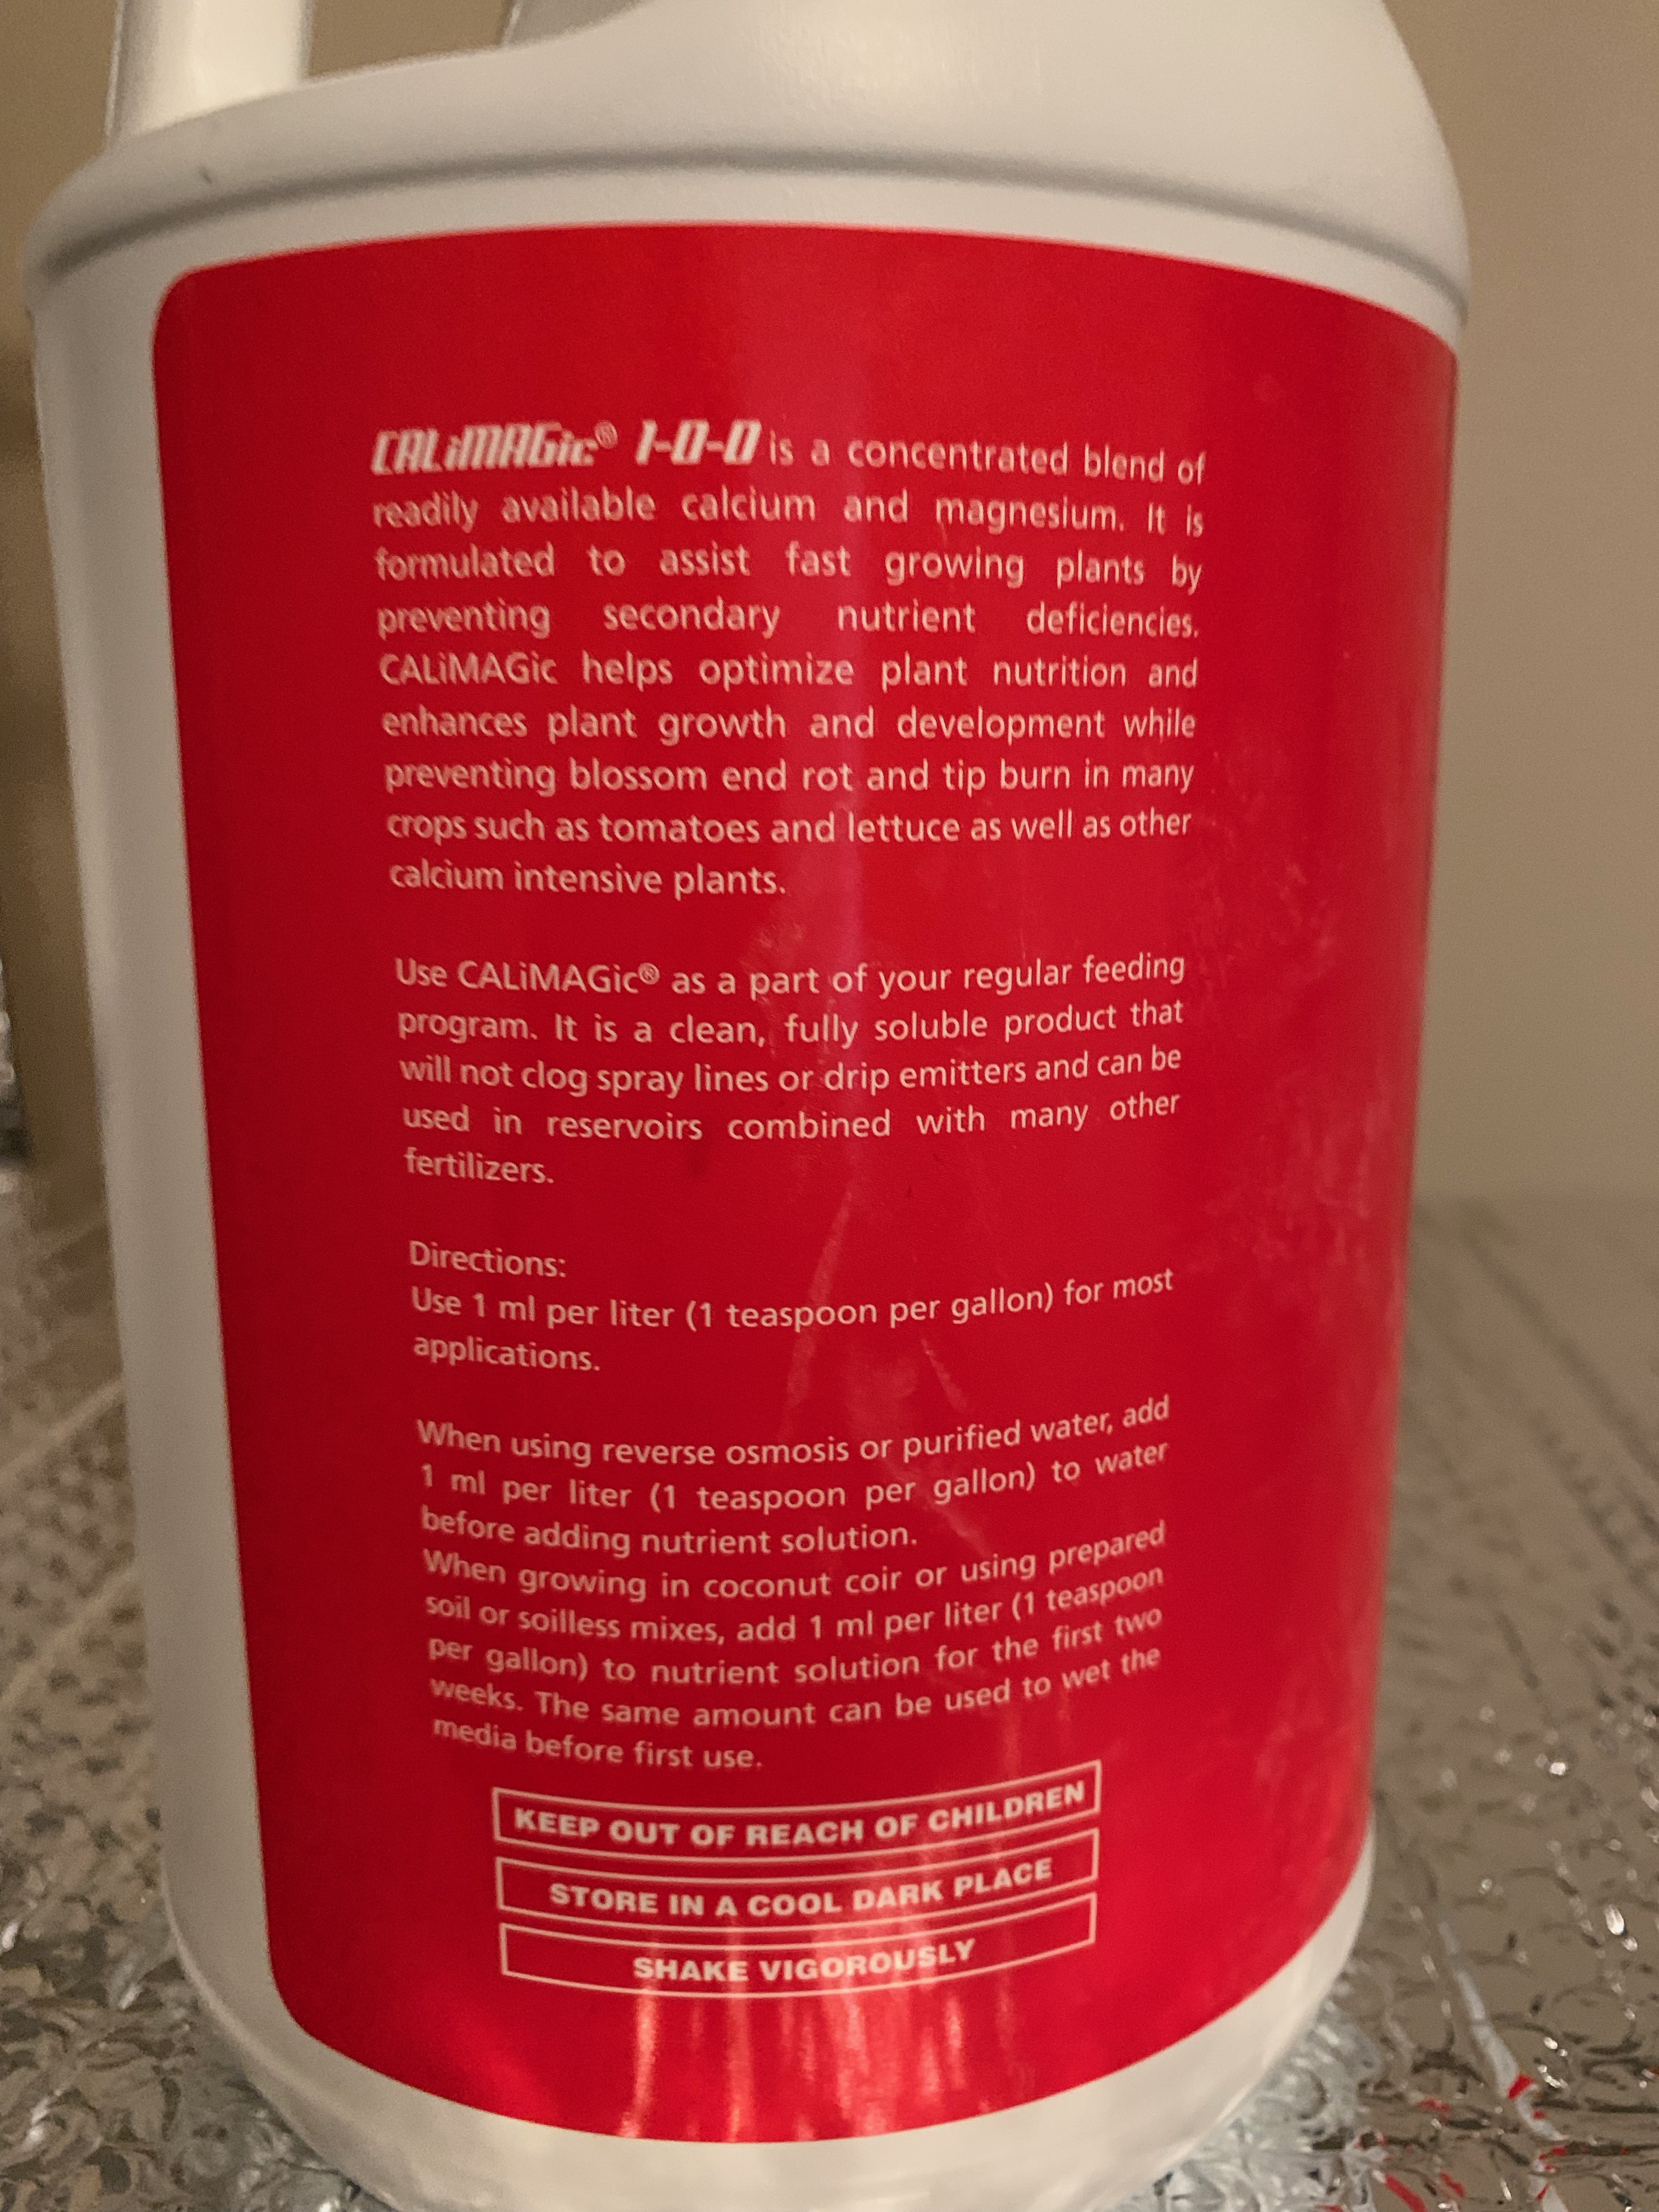 CALiMAGic® 1-0-0 is a concentrated blend of
readily available calcium and magnesium. It is
formulated to assist fast growing plants by
preventing secondary nutrient deficiencies.
CALiMAGic helps optimize plant nutrition and
enhances plant growth and development while
preventing blossom end rot and tip burn in many
crops such as tomatoes and lettuce as well as other
calcium intensive plants.
Use CALiMAGic® as a part of your regular feeding
program. It is a clean, fully soluble product that
will not clog spray lines or drip emitters and can be
used in reservoirs combined with many other
fertilizers.
Directions:
Use 1 ml per liter (1 teaspoon per gallon) for most
applications.
When using reverse osmosis or purified water, add
1 ml per liter (1 teaspoon per gallon) to water
before adding nutrient solution.
When growing in coconut coir or using prepared
soil or soilless mixes, add 1 ml per liter (1 teaspoon
per gallon) to nutrient solution for the first two
weeks. The same amount can be used to wet the
media before first use.
KEEP OUT OF REACH OF CHILDREN
STORE IN A COOL DARK PLACE
SHAKE VIGOROUSLY